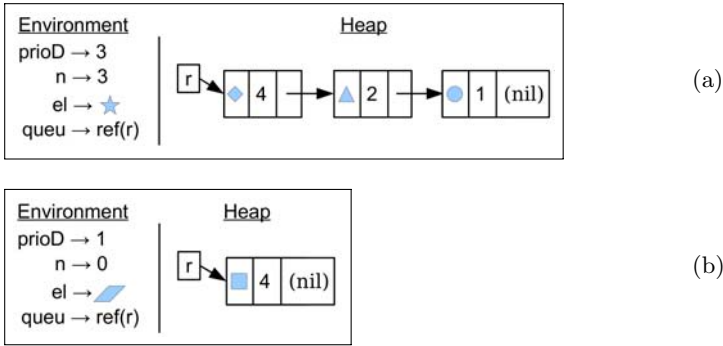 Environment
prioD → 3
n → 3
el →
queu → ref(r)
Heap
r 4 2 1 (nil)
(a)
Environment
prioD → 1
n → 0
el →
queu → ref(r)
Heap
r 4 (nil)
(b)